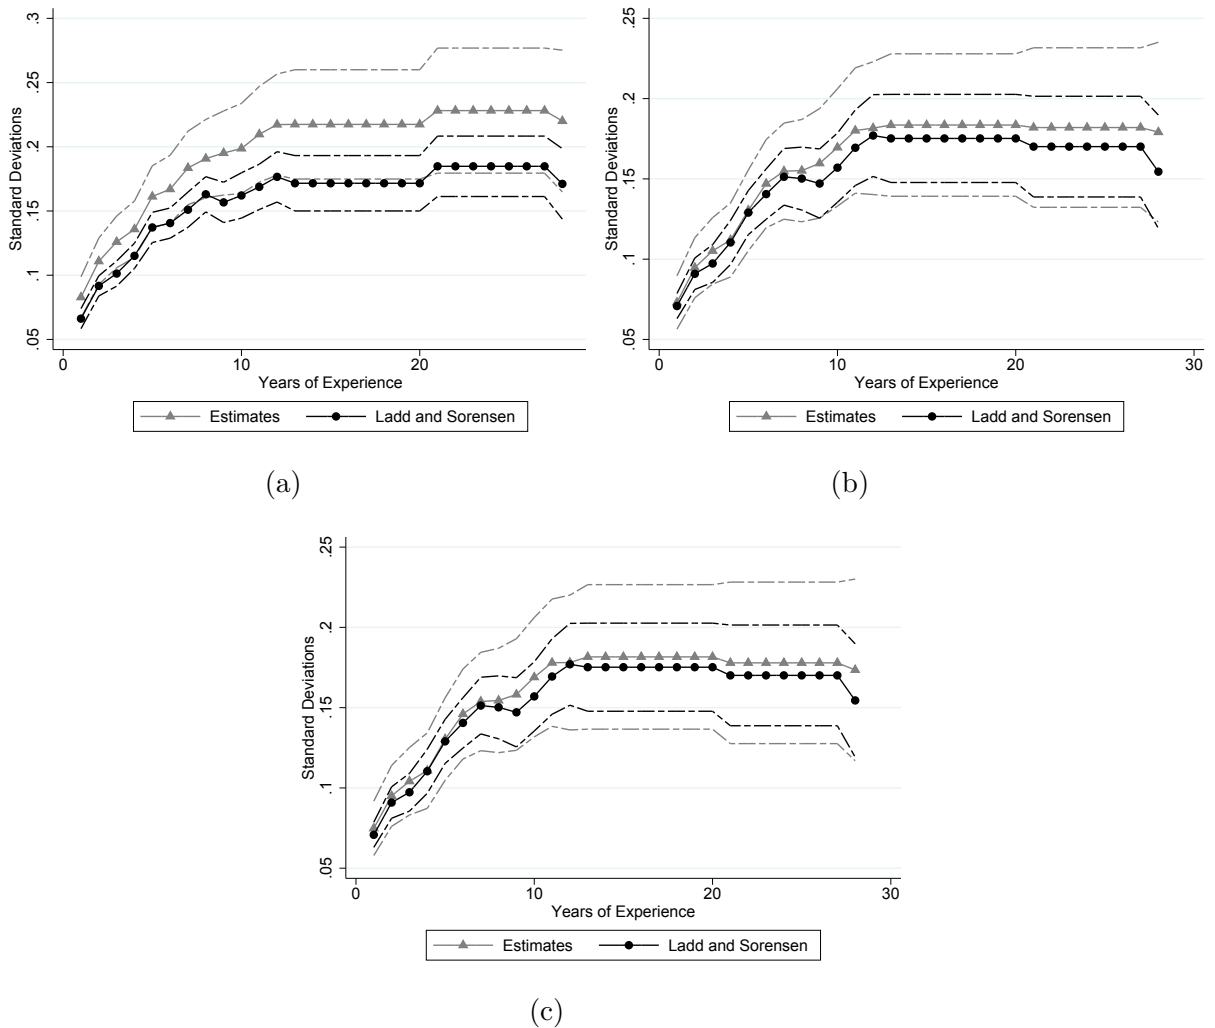 .3
.25
.2
.15
.1
.05
Standard Deviations
0 10 20
Years of Experience
Estimates Ladd and Sorensen
(a)
.25
.2
.15
.1
.05
Standard Deviations
0 10 20 30
Years of Experience
Estimates Ladd and Sorensen
(b)
.25
.2
.15
.1
.05
Standard Deviations
0 10 20 30
Years of Experience
Estimates Ladd and Sorensen
(c)